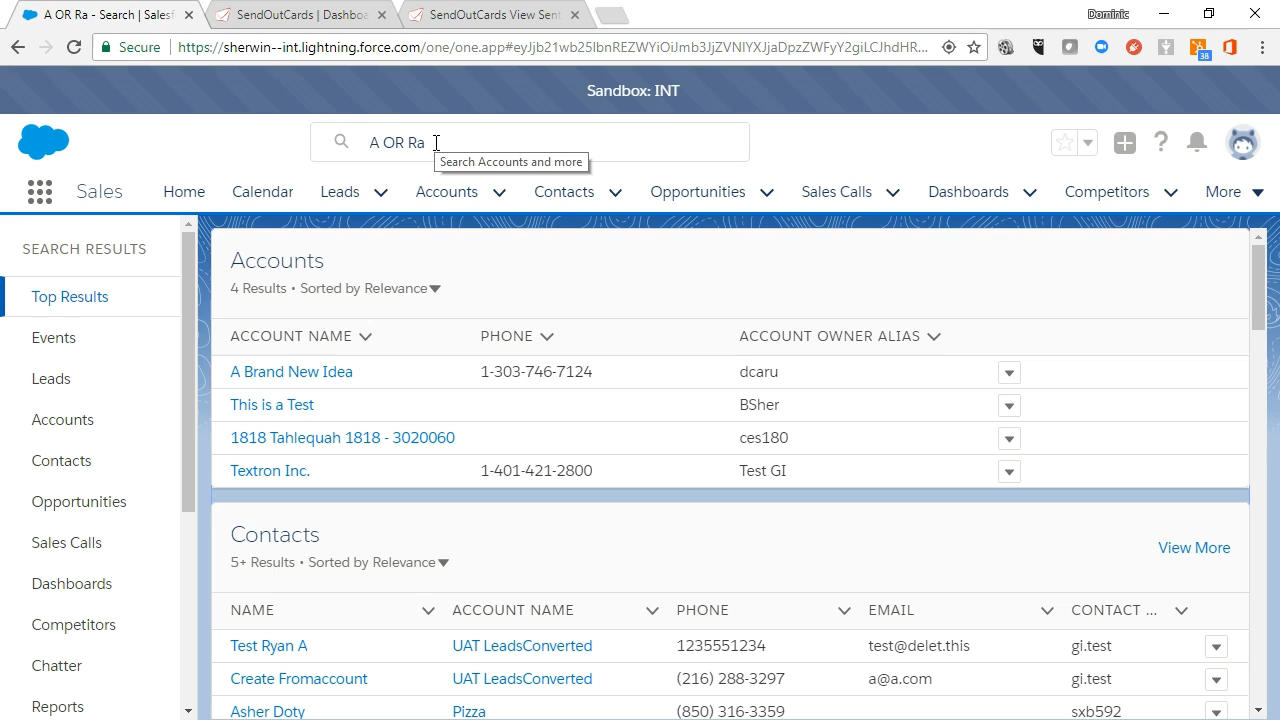 A OR Ra - Search | Salesf
SendOutCards | Dashboa
SendOutCards View Sent
Dominic
Secure
https://sherwin--int.lightning.force.com/one/one.app#eyJjb21wb25lbnREZWYiOiJmb3JjZVNlYXJjaDpzZWFyY2giLCJhdHR...
38
Sandbox: INT
A OR Ra
Search Accounts and more
Sales
Home
Calendar
Leads
Accounts
Contacts
Opportunities
Sales Calls
Dashboards
Competitors
More
SEARCH RESULTS
Top Results
Events
Leads
Accounts
Contacts
Opportunities
Sales Calls
Dashboards
Competitors
Chatter
Reports
Accounts
4 Results • Sorted by Relevance
ACCOUNT NAME PHONE ACCOUNT OWNER ALIAS
A Brand New Idea 1-303-746-7124 dcaru
This is a Test BSher
1818 Tahlequah 1818 - 3020060 ces180
Textron Inc. 1-401-421-2800 Test GI
Contacts
5+ Results • Sorted by Relevance
View More
NAME ACCOUNT NAME PHONE EMAIL CONTACT ...
Test Ryan A UAT LeadsConverted 1235551234 test@delet.this gi.test
Create Fromaccount UAT LeadsConverted (216) 288-3297 a@a.com gi.test
Asher Doty Pizza (850) 316-3359 sxb592